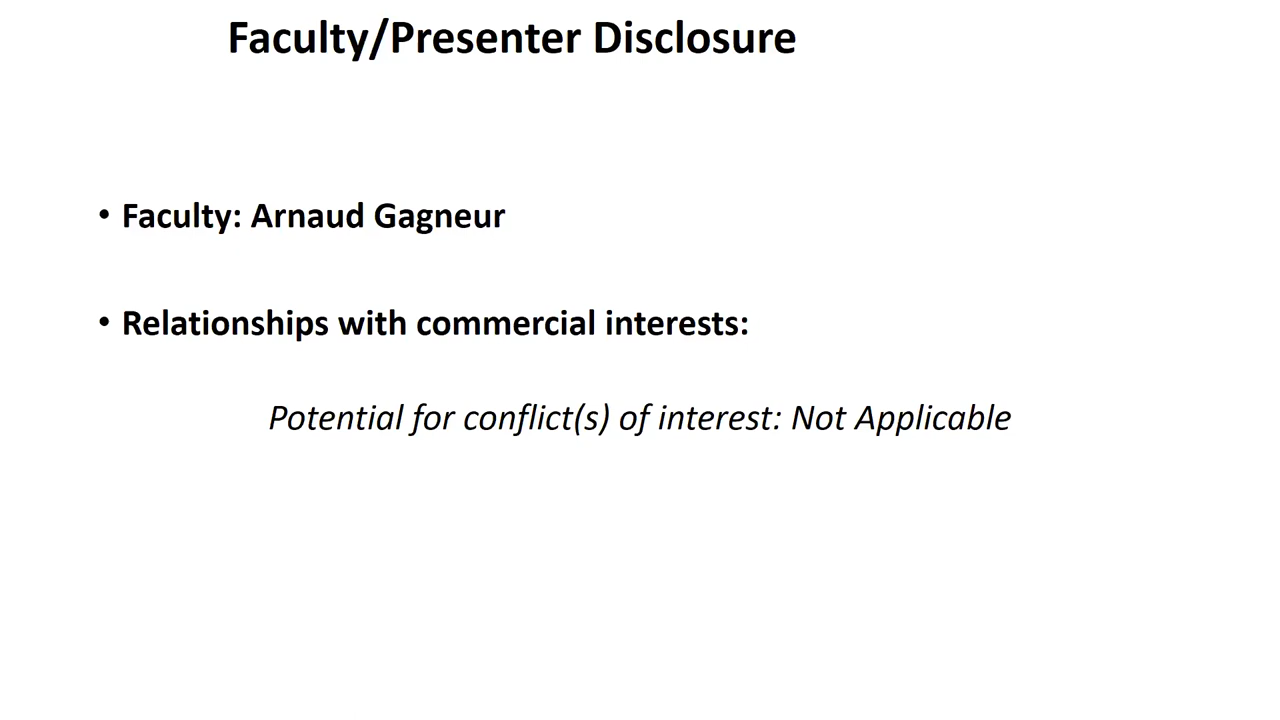 Faculty/Presenter Disclosure
• Faculty: Arnaud Gagneur
• Relationships with commercial interests:
Potential for conflict(s) of interest: Not Applicable